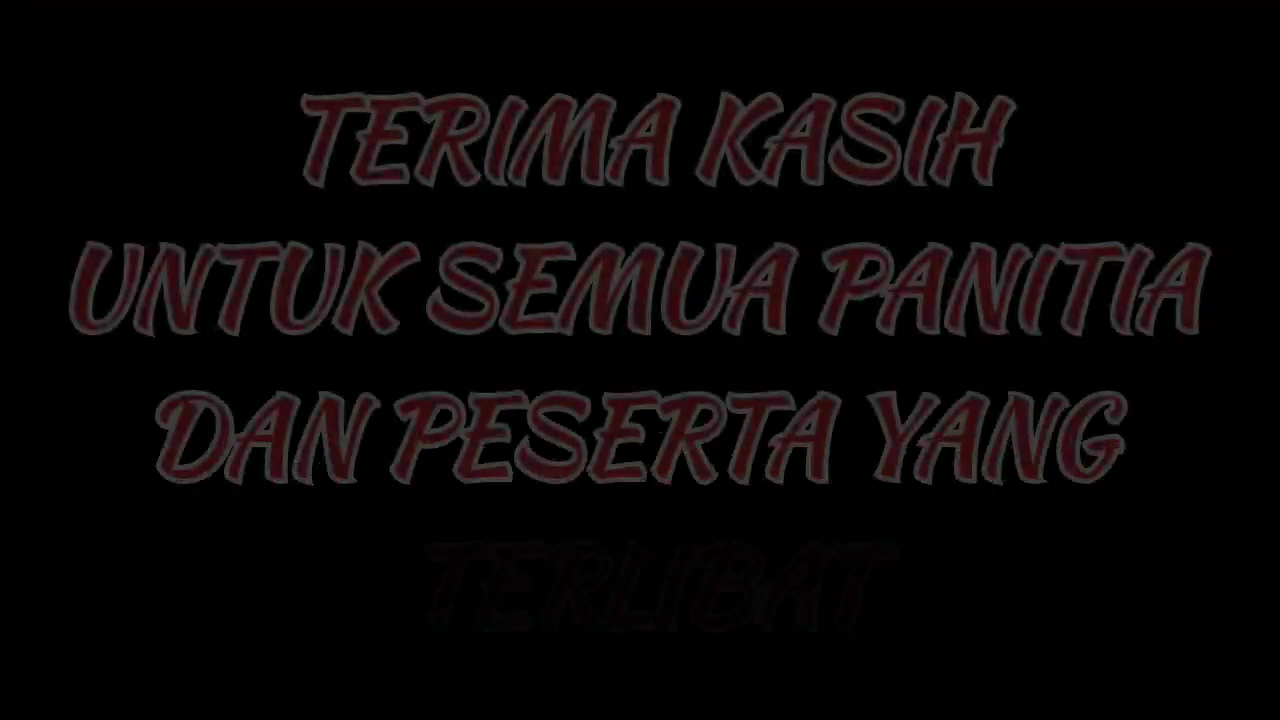 TERIMA KASIH
UNTUK SEMUA PANITIA
DAN PESERTA YANG
TERLIBAT